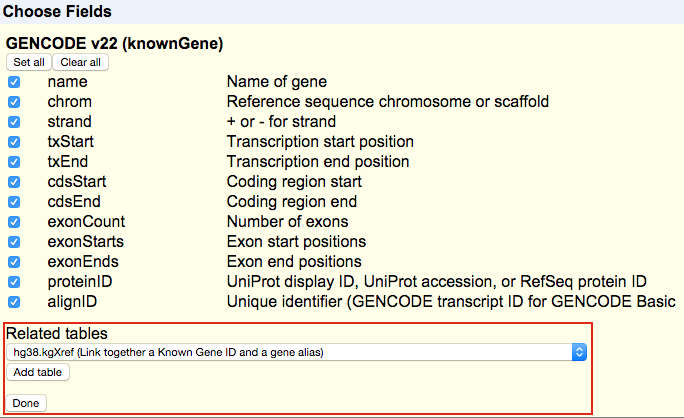 Choose Fields
GENCODE v22 (knownGene)
Set all Clear all
name Name of gene
chrom Reference sequence chromosome or scaffold
strand + or - for strand
txStart Transcription start position
txEnd Transcription end position
cdsStart Coding region start
cdsEnd Coding region end
exonCount Number of exons
exonStarts Exon start positions
exonEnds Exon end positions
proteinID UniProt display ID, UniProt accession, or RefSeq protein ID
alignID Unique identifier (GENCODE transcript ID for GENCODE Basic
Related tables
hg38.kgXref (Link together a Known Gene ID and a gene alias)
Add table
Done